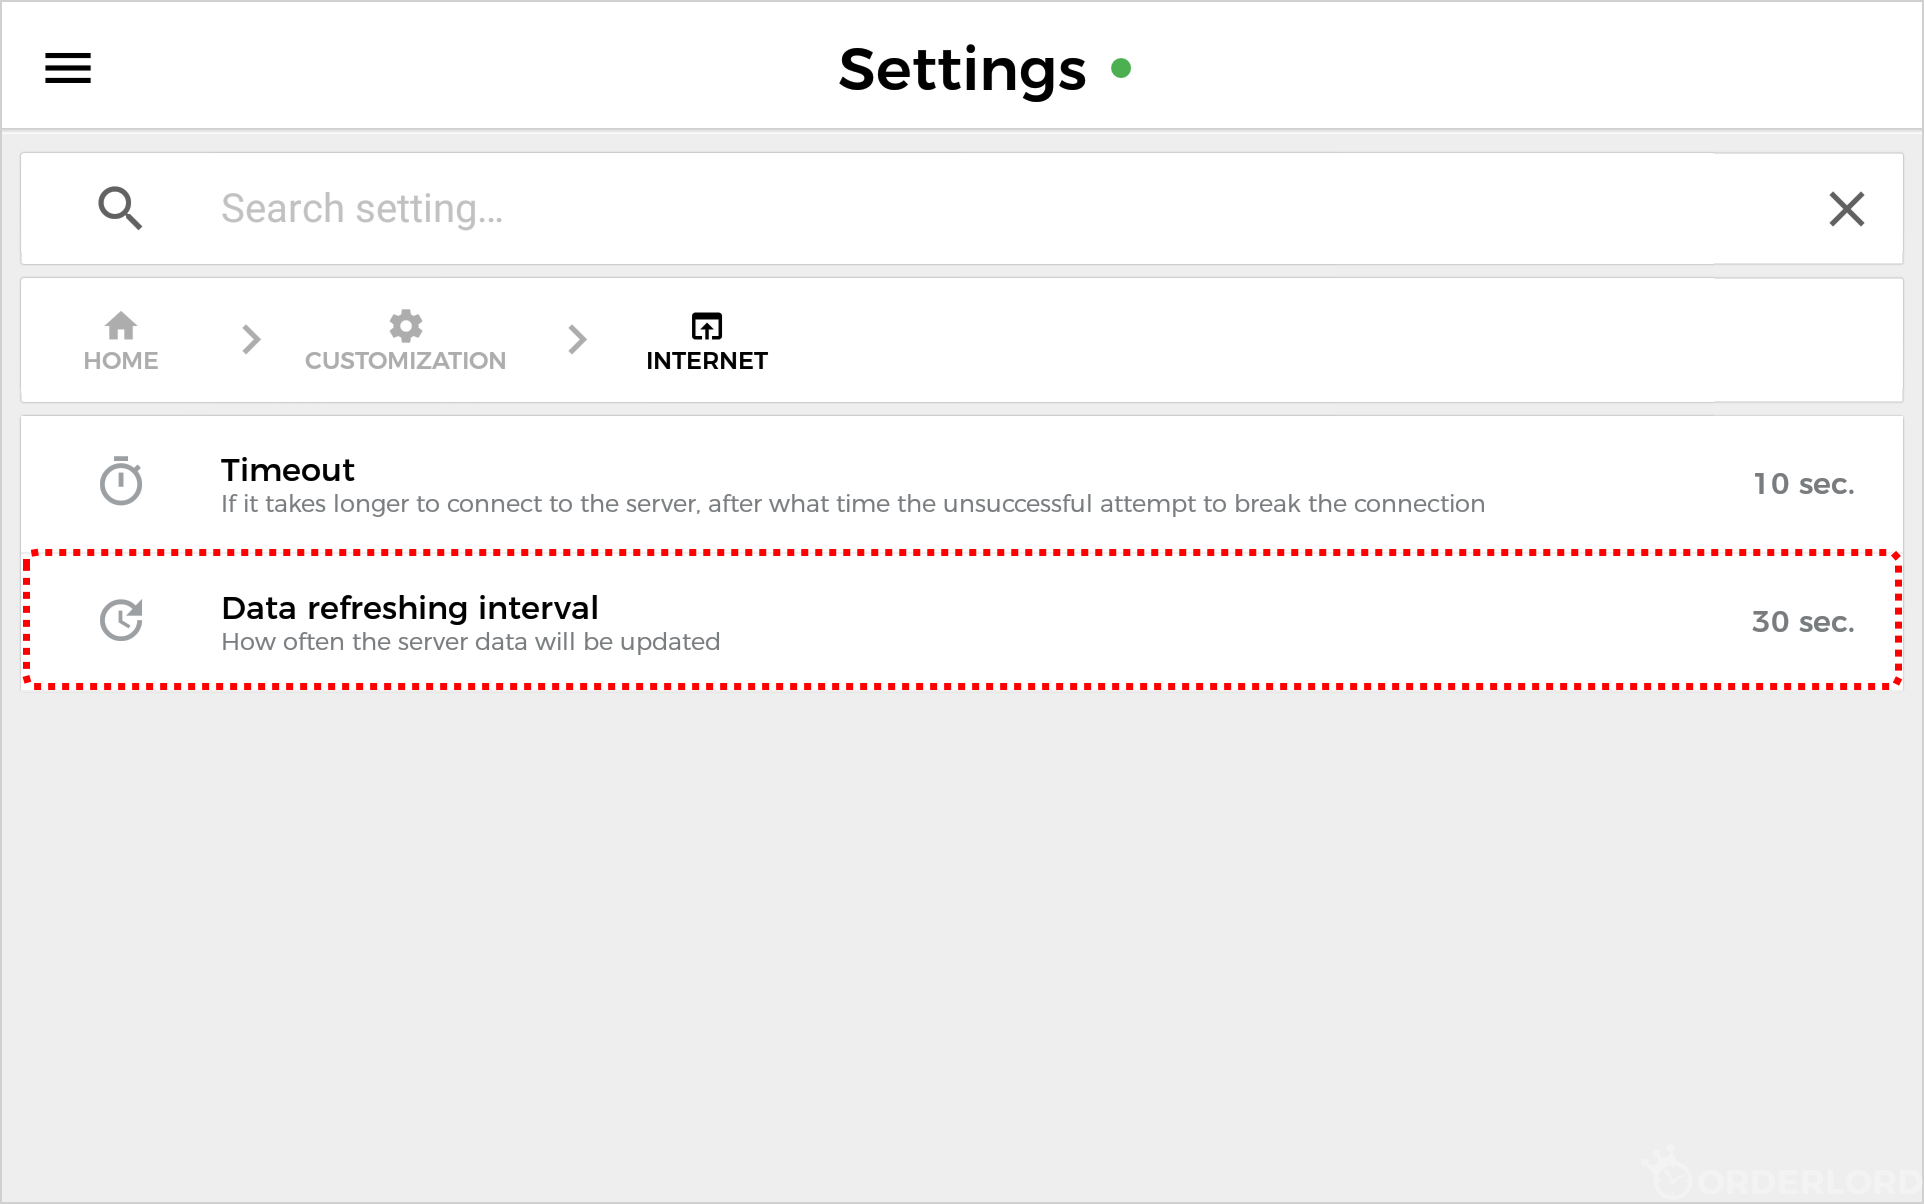 Settings
Search setting...
HOME
CUSTOMIZATION
INTERNET
Timeout
If it takes longer to connect to the server, after what time the unsuccessful attempt to break the connection
10 sec.
Data refreshing interval
How often the server data will be updated
30 sec.
ORDERLORD